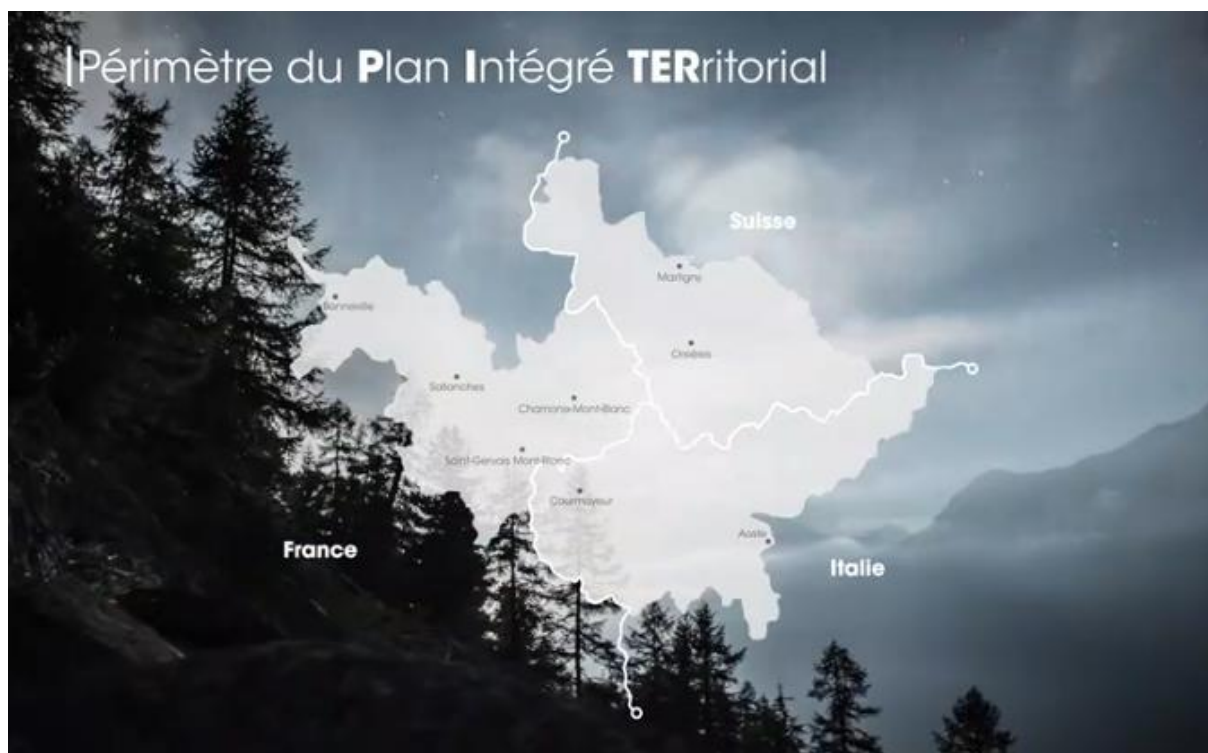 |Périmètre du Plan Intégré TERritorial
Suisse
Martigny
Bonneville
Orsières
Sallanches
Chamonix-Mont-Blanc
Saint-Gervais Mont-Blanc
Courmayeur
Aoste
France
Italie